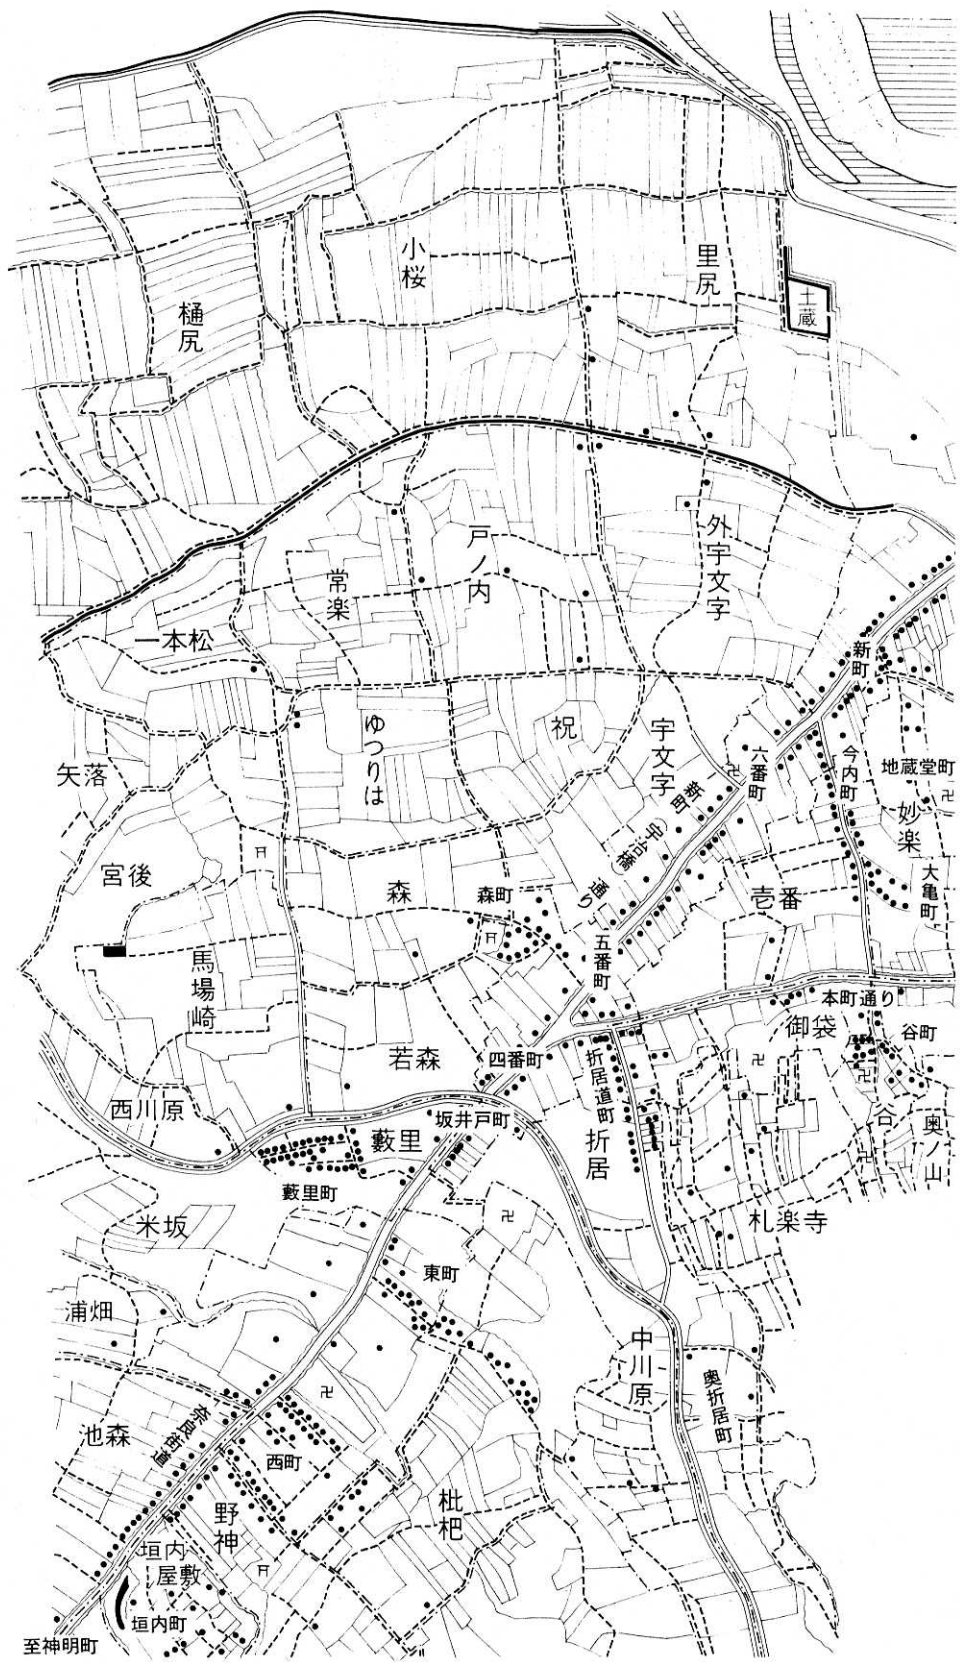 小桜
里尻
土蔵
樋尻
戸ノ内
外宇文字
常楽
一本松
新町
ゆつりは
祝
宇文字
六番町
今内町
地蔵堂町
卍
卍
矢落
新町(宇治橋)通り
妙楽
宮後
森
森町
壱番
大亀町
五番町
馬場崎
本町通り
御袋
谷町
若森
四番町
折居道町
卍
卍
西川原
坂井戸町
藪里
折居
谷
奥ノ山
卍
藪里町
米坂
卍
札楽寺
東町
浦畑
中川原
奥折居町
卍
池森
奈良街道
西町
野神
枇杷
垣内屋敷
垣内町
至神明町